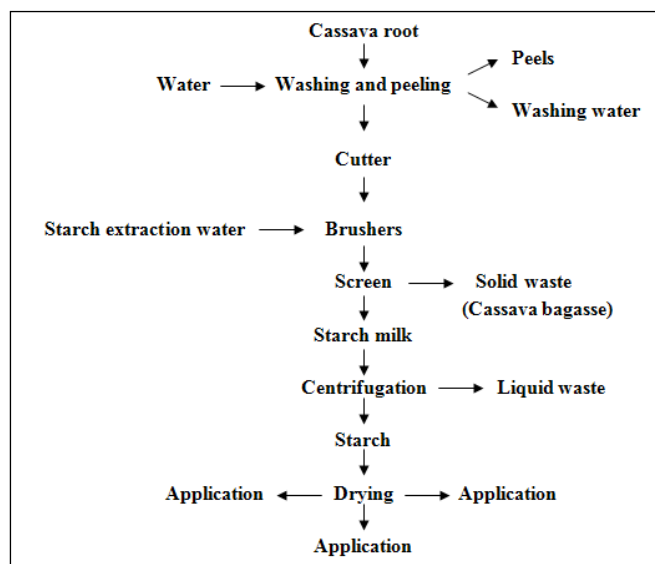 Cassava root
Peels
Water
Washing and peeling
Washing water
Cutter
Starch extraction water
Brushers
Screen
Solid waste
(Cassava bagasse)
Starch milk
Centrifugation
Liquid waste
Starch
Application
Drying
Application
Application